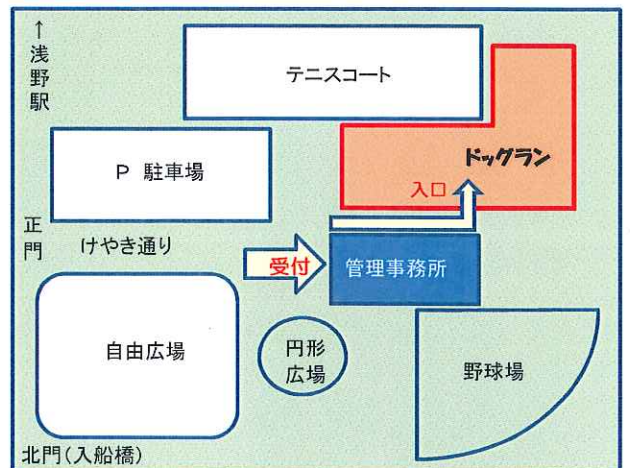 ↑
浅
野
駅
テニスコート
P 駐車場
ドッグラン
入口
正
門
けやき通り
受付
管理事務所
自由広場
円形
広場
野球場
北門(入船橋)